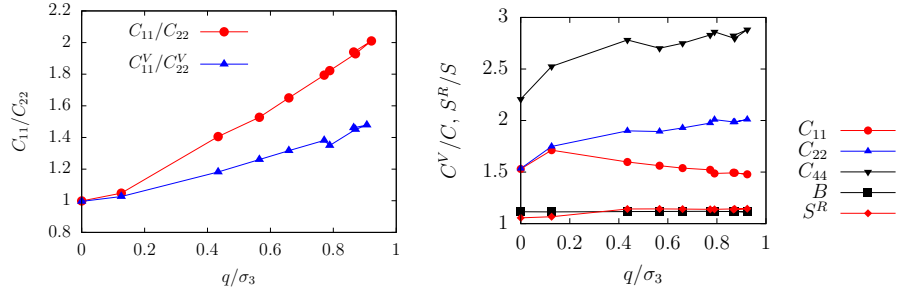 C₁₁/C₂₂
C₁₁ⱽ/C₂₂ⱽ
2.2
2
1.8
1.6
1.4
1.2
1
0.8
C₁₁/C₂₂
0 0.2 0.4 0.6 0.8 1
q/σ₃
3
2.5
2
1.5
1
Cⱽ/C, Sᴿ/S
0 0.2 0.4 0.6 0.8 1
q/σ₃
C₁₁
C₂₂
C₄₄
B
Sᴿ